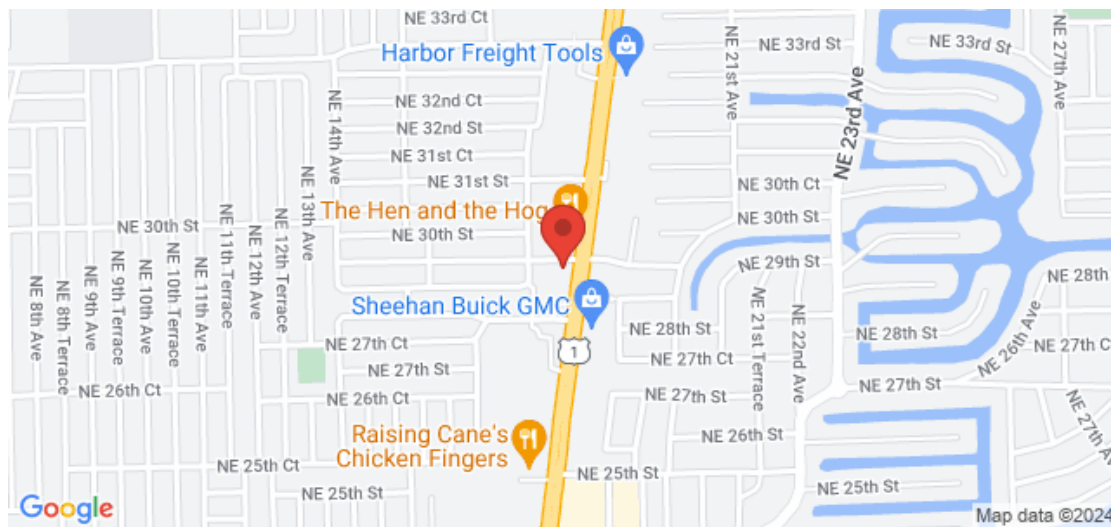 NE 33rd Ct
Harbor Freight Tools
NE 21st Ave
NE 33rd St
NE 33rd St
NE 27th Ave
NE 23rd Ave
NE 14th Ave
NE 32nd Ct
NE 32nd St
NE 31st Ct
NE 31st St
NE 13th Ave
NE 30th Ct
The Hen and the Hog
NE 30th St
NE 30th St
NE 30th St
NE 8th Ave
NE 8th Terrace
NE 9th Ave
NE 9th Terrace
NE 10th Ave
NE 10th Terrace
NE 11th Ave
NE 11th Terrace
NE 12th Ave
NE 12th Terrace
NE 29th St
NE 28th
Sheehan Buick GMC
NE 28th St
NE 28th St
NE 21st Terrace
NE 22nd Ave
NE 26th Ave
1
NE 27th Ct
NE 27th Ct
NE 27th Ct
NE 27th St
NE 27th St
NE 26th Ct
NE 26th Ct
NE 27th St
NE 27th Ave
Raising Cane's
Chicken Fingers
NE 26th St
NE 25th Ct
NE 25th St
NE 25th St
NE 25th St
Google
Map data ©2024